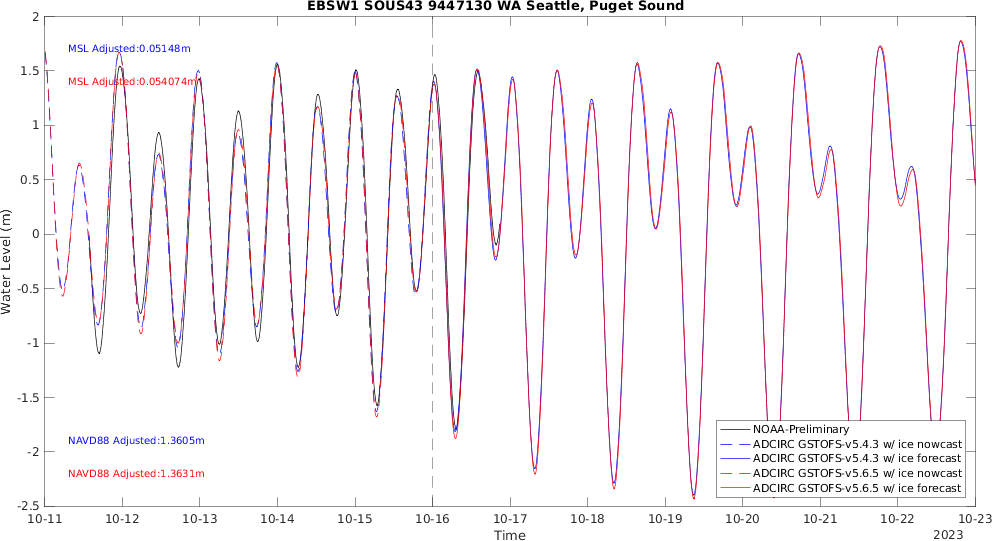 EBSW1 SOUS43 9447130 WA Seattle, Puget Sound
2
1.5
1
0.5
0
-0.5
-1
-1.5
-2
-2.5
Water Level (m)
MSL Adjusted:0.05148m
MSL Adjusted:0.054074m
NAVD88 Adjusted:1.3605m
NAVD88 Adjusted:1.3631m
NOAA-Preliminary
ADCIRC GSTOFS-v5.4.3 w/ ice nowcast
ADCIRC GSTOFS-v5.4.3 w/ ice forecast
ADCIRC GSTOFS-v5.6.5 w/ ice nowcast
ADCIRC GSTOFS-v5.6.5 w/ ice forecast
10-11 10-12 10-13 10-14 10-15 10-16 10-17 10-18 10-19 10-20 10-21 10-22 10-23
Time
2023